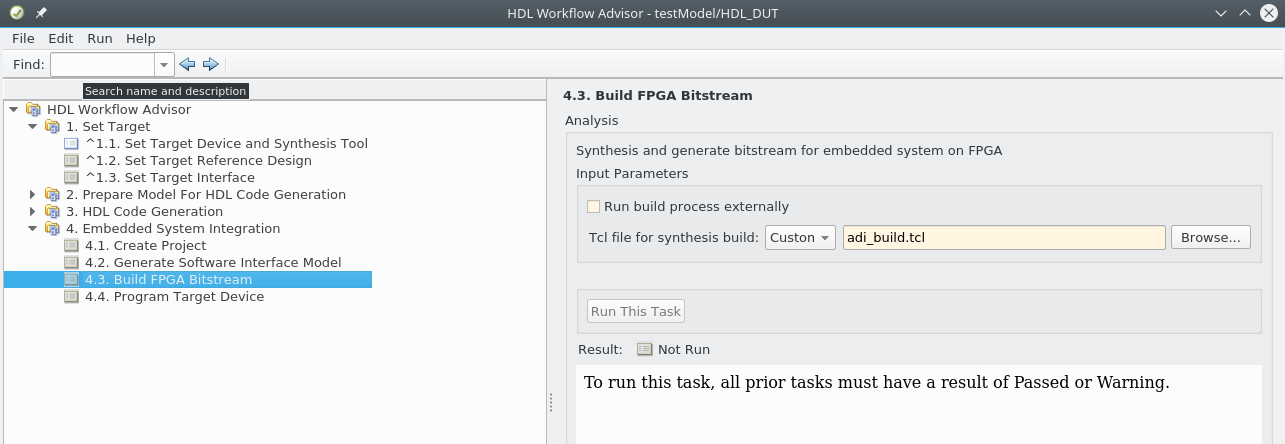 HDL Workflow Advisor - testModel/HDL_DUT
File Edit Run Help
Find:
Search name and description
HDL Workflow Advisor
1. Set Target
^1.1. Set Target Device and Synthesis Tool
^1.2. Set Target Reference Design
^1.3. Set Target Interface
2. Prepare Model For HDL Code Generation
3. HDL Code Generation
4. Embedded System Integration
4.1. Create Project
4.2. Generate Software Interface Model
4.3. Build FPGA Bitstream
4.4. Program Target Device
4.3. Build FPGA Bitstream
Analysis
Synthesis and generate bitstream for embedded system on FPGA
Input Parameters
Run build process externally
Tcl file for synthesis build: Custon adi_build.tcl Browse...
Run This Task
Result: Not Run
To run this task, all prior tasks must have a result of Passed or Warning.